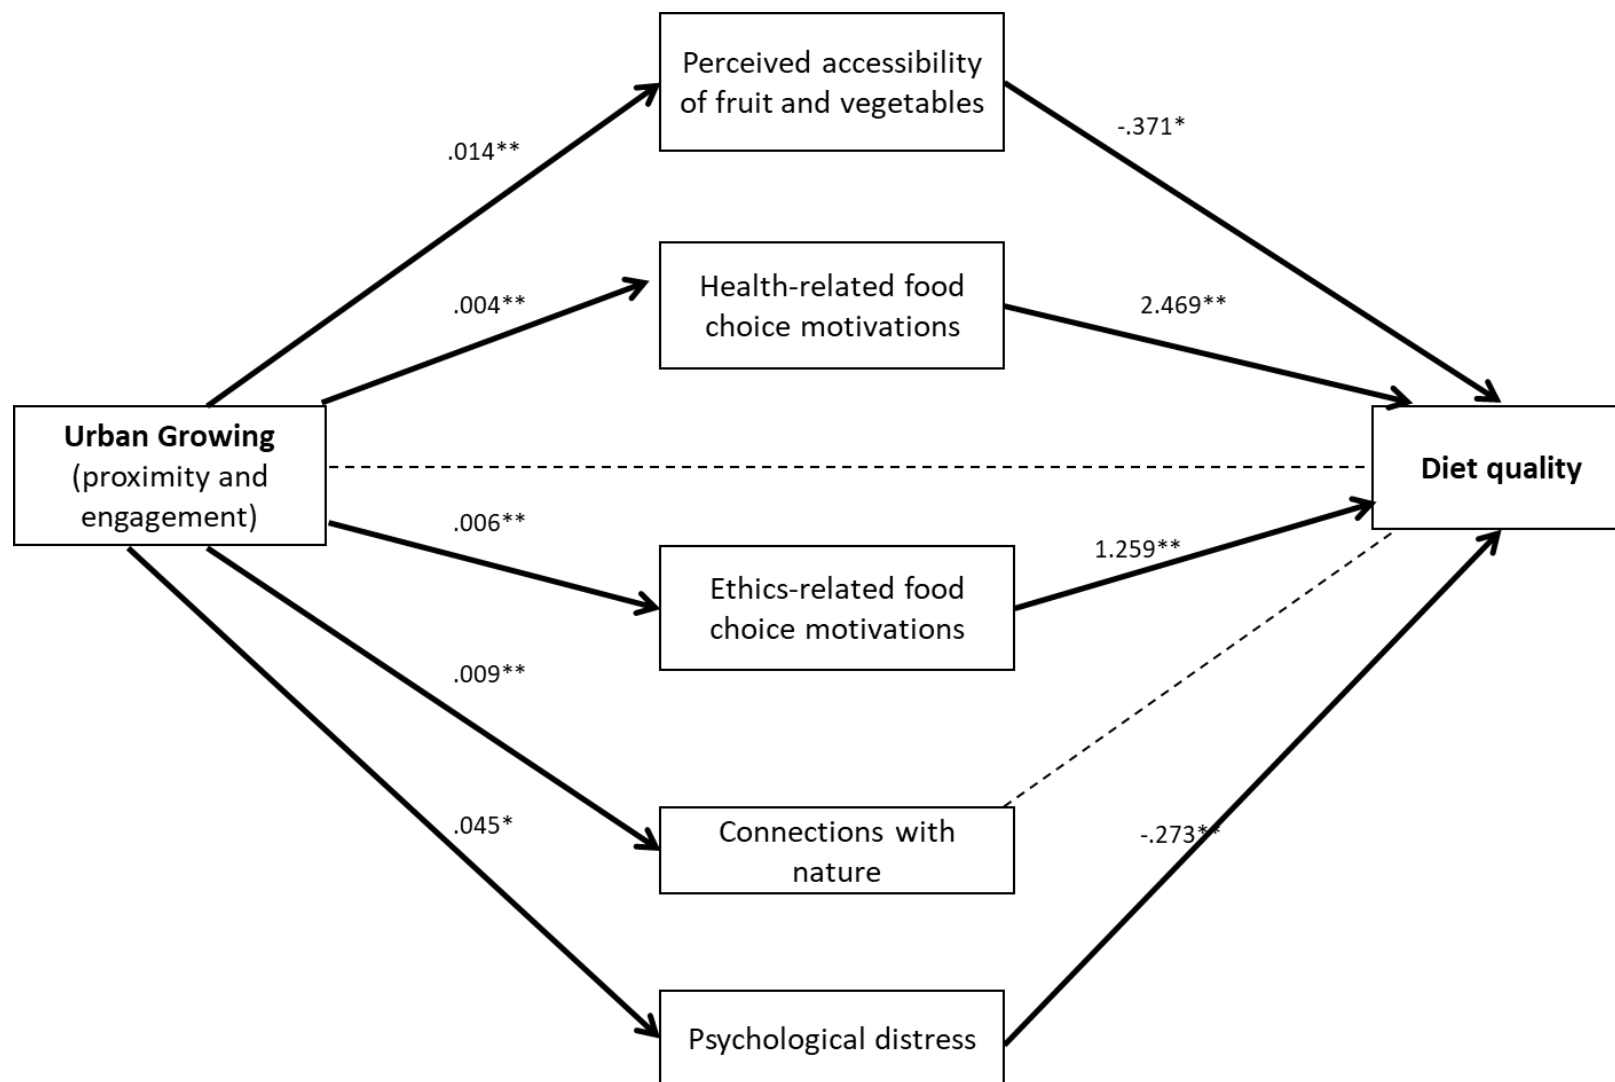 Perceived accessibility
of fruit and vegetables
-.371*
.014**
Health-related food
choice motivations
.004**
2.469**
Urban Growing
(proximity and
engagement)
Diet quality
.006**
1.259**
Ethics-related food
choice motivations
.009**
Connections with
nature
.045*
-.273**
Psychological distress